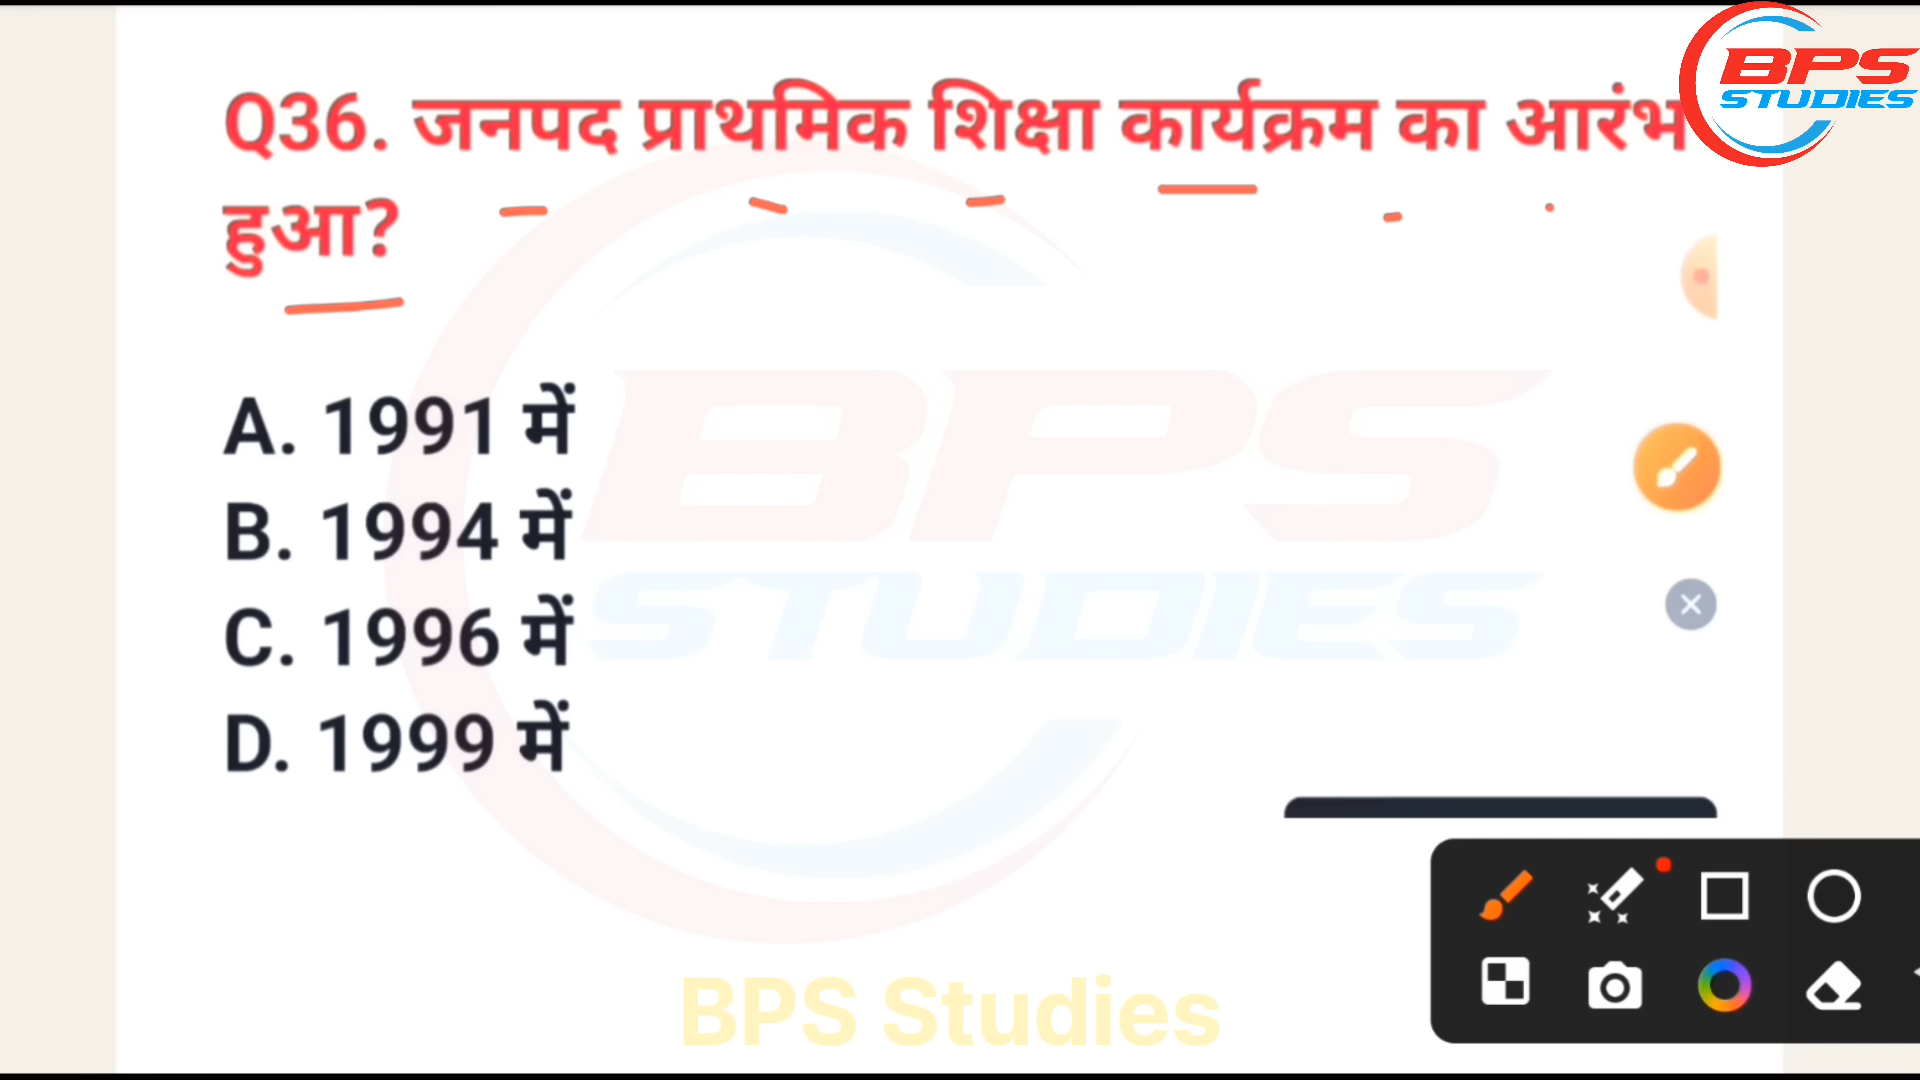 BPS
STUDIES
Q36. जनपद प्राथमिक शिक्षा कार्यक्रम का आरंभ
हुआ?
A. 1991 में
B. 1994 में
C. 1996 में
D. 1999 में
BPS
STUDIES
BPS Studies